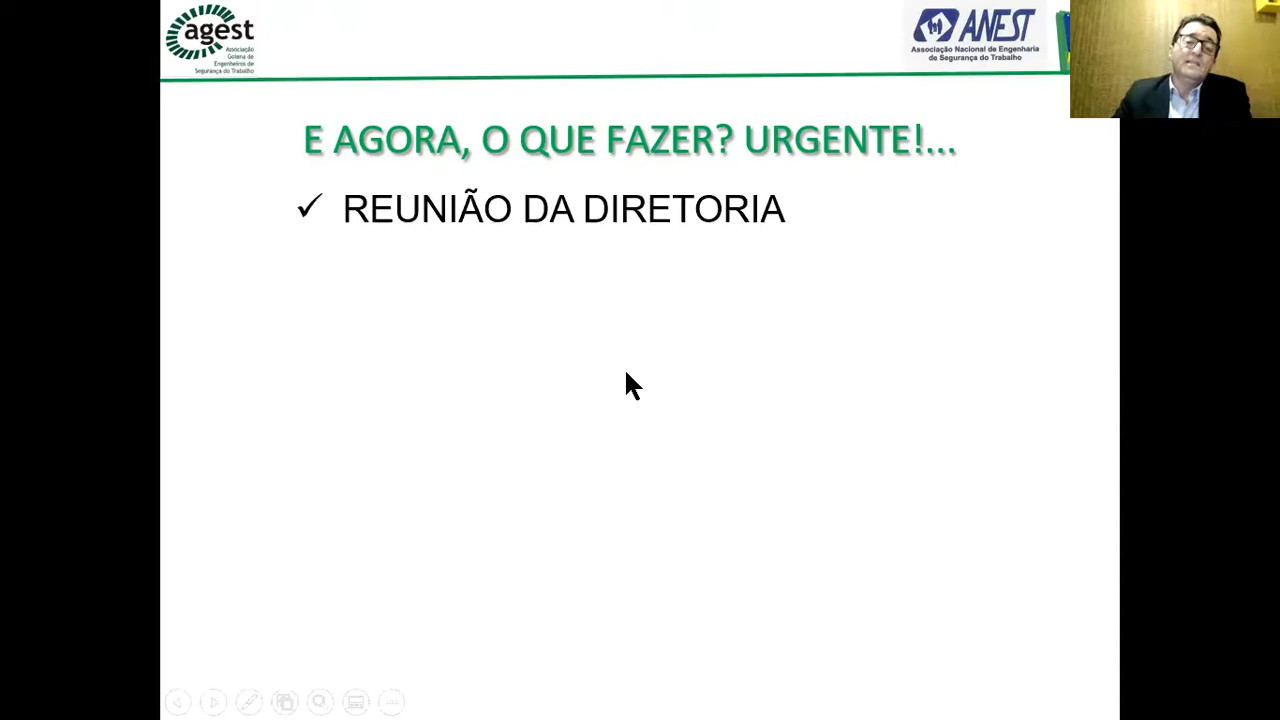 agest
Associação
Goiana de
Engenheiros de
Segurança do Trabalho
ANEST
Associação Nacional de Engenharia
de Segurança do Trabalho
E AGORA, O QUE FAZER? URGENTE!...
✓ REUNIÃO DA DIRETORIA